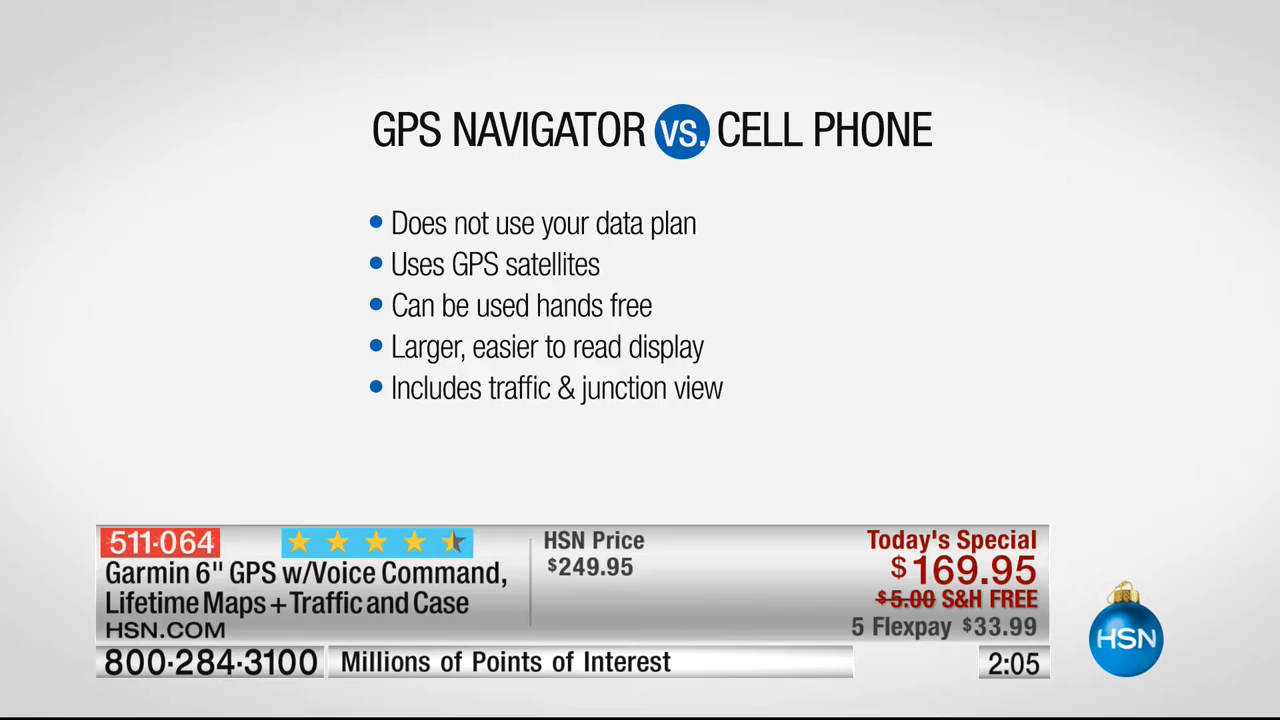 GPS NAVIGATOR VS. CELL PHONE
• Does not use your data plan
• Uses GPS satellites
• Can be used hands free
• Larger, easier to read display
• Includes traffic & junction view
511·064
Garmin 6" GPS w/Voice Command,
Lifetime Maps + Traffic and Case
HSN.COM
HSN Price
$249.95
Today's Special
$169.95
$5.00 S&H FREE
5 Flexpay $33.99
800·284·3100
Millions of Points of Interest
2:05
HSN